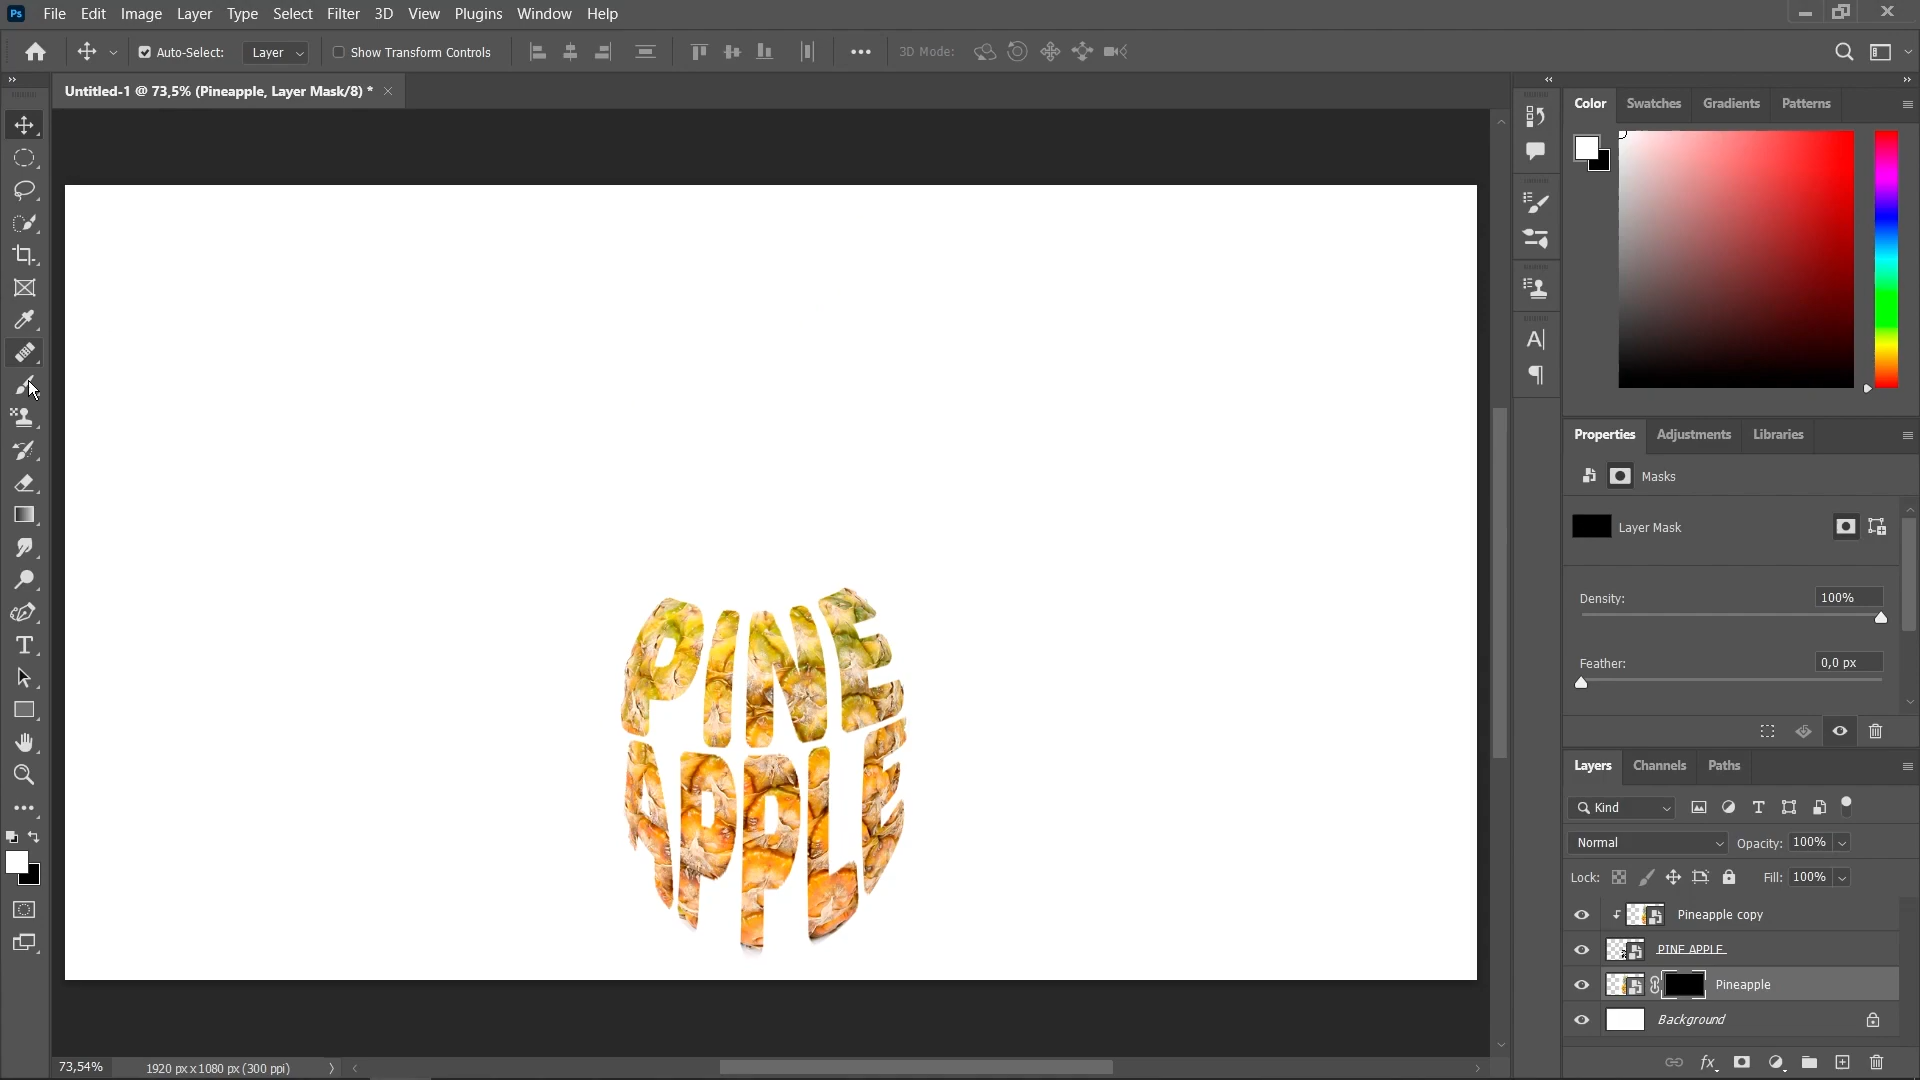 Ps File Edit Image Layer Type Select Filter 3D View Plugins Window Help
Auto-Select: Layer Show Transform Controls 3D Mode:
Untitled-1 @ 73,5% (Pineapple, Layer Mask/8) *
Color Swatches Gradients Patterns
PINE
APPLE
Properties Adjustments Libraries
Masks
Layer Mask
Density: 100%
Feather: 0,0 px
Layers Channels Paths
Kind
Normal Opacity: 100%
Lock: Fill: 100%
Pineapple copy
PINE APPLE
Pineapple
Background
73,54% 1920 px x 1080 px (300 ppi)